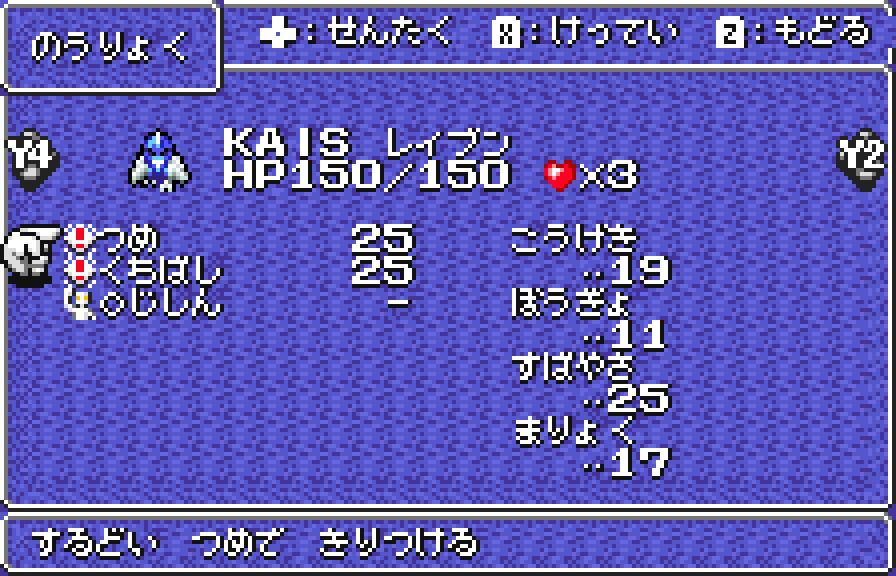 のうりょく
✚:せんたく X:けってい Z:もどる
Y4 Y2
KAIS レイブン
HP150/150 ♥×3
つめ 25
くちばし 25
○じしん -
こうげき
‥19
ぼうぎょ
‥11
すばやさ
‥25
まりょく
‥17
するどい つめで きりつける